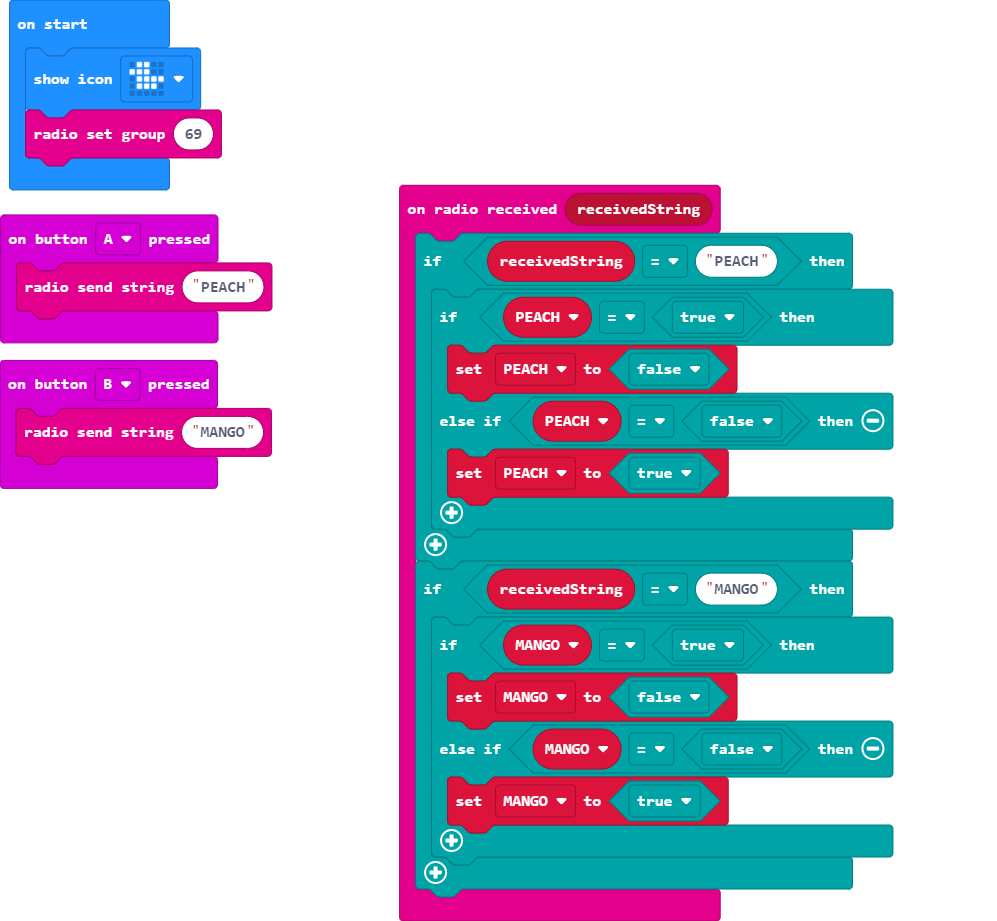 on start
show icon
radio set group 69
on button A pressed
radio send string "PEACH"
on button B pressed
radio send string "MANGO"
on radio received receivedString
if receivedString = "PEACH" then
if PEACH = true then
set PEACH to false
else if PEACH = false then
set PEACH to true
if receivedString = "MANGO" then
if MANGO = true then
set MANGO to false
else if MANGO = false then
set MANGO to true